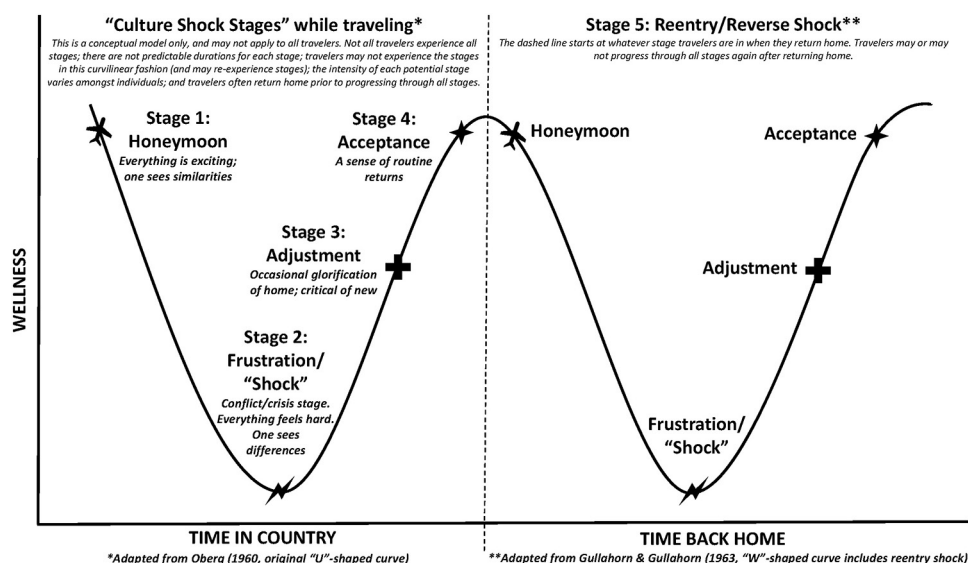 “Culture Shock Stages” while traveling*
This is a conceptual model only, and may not apply to all travelers. Not all travelers experience all
stages; there are not predictable durations for each stage; travelers may not experience the stages
in this curvilinear fashion (and may re-experience stages); the intensity of each potential stage
varies amongst individuals; and travelers often return home prior to progressing through all stages.
Stage 5: Reentry/Reverse Shock**
The dashed line starts at whatever stage travelers are in when they return home. Travelers may or may
not progress through all stages again after returning home.
Stage 1:
Honeymoon
Everything is exciting;
one sees similarities
Stage 4:
Acceptance
A sense of routine
returns
Honeymoon
Acceptance
Stage 3:
Adjustment
Occasional glorification
of home; critical of new
Adjustment
WELLNESS
Stage 2:
Frustration/
“Shock”
Conflict/crisis stage.
Everything feels hard.
One sees
differences
Frustration/
“Shock”
TIME IN COUNTRY
*Adapted from Oberg (1960, original “U”-shaped curve)
TIME BACK HOME
**Adapted from Gullahorn & Gullahorn (1963, “W”-shaped curve includes reentry shock)